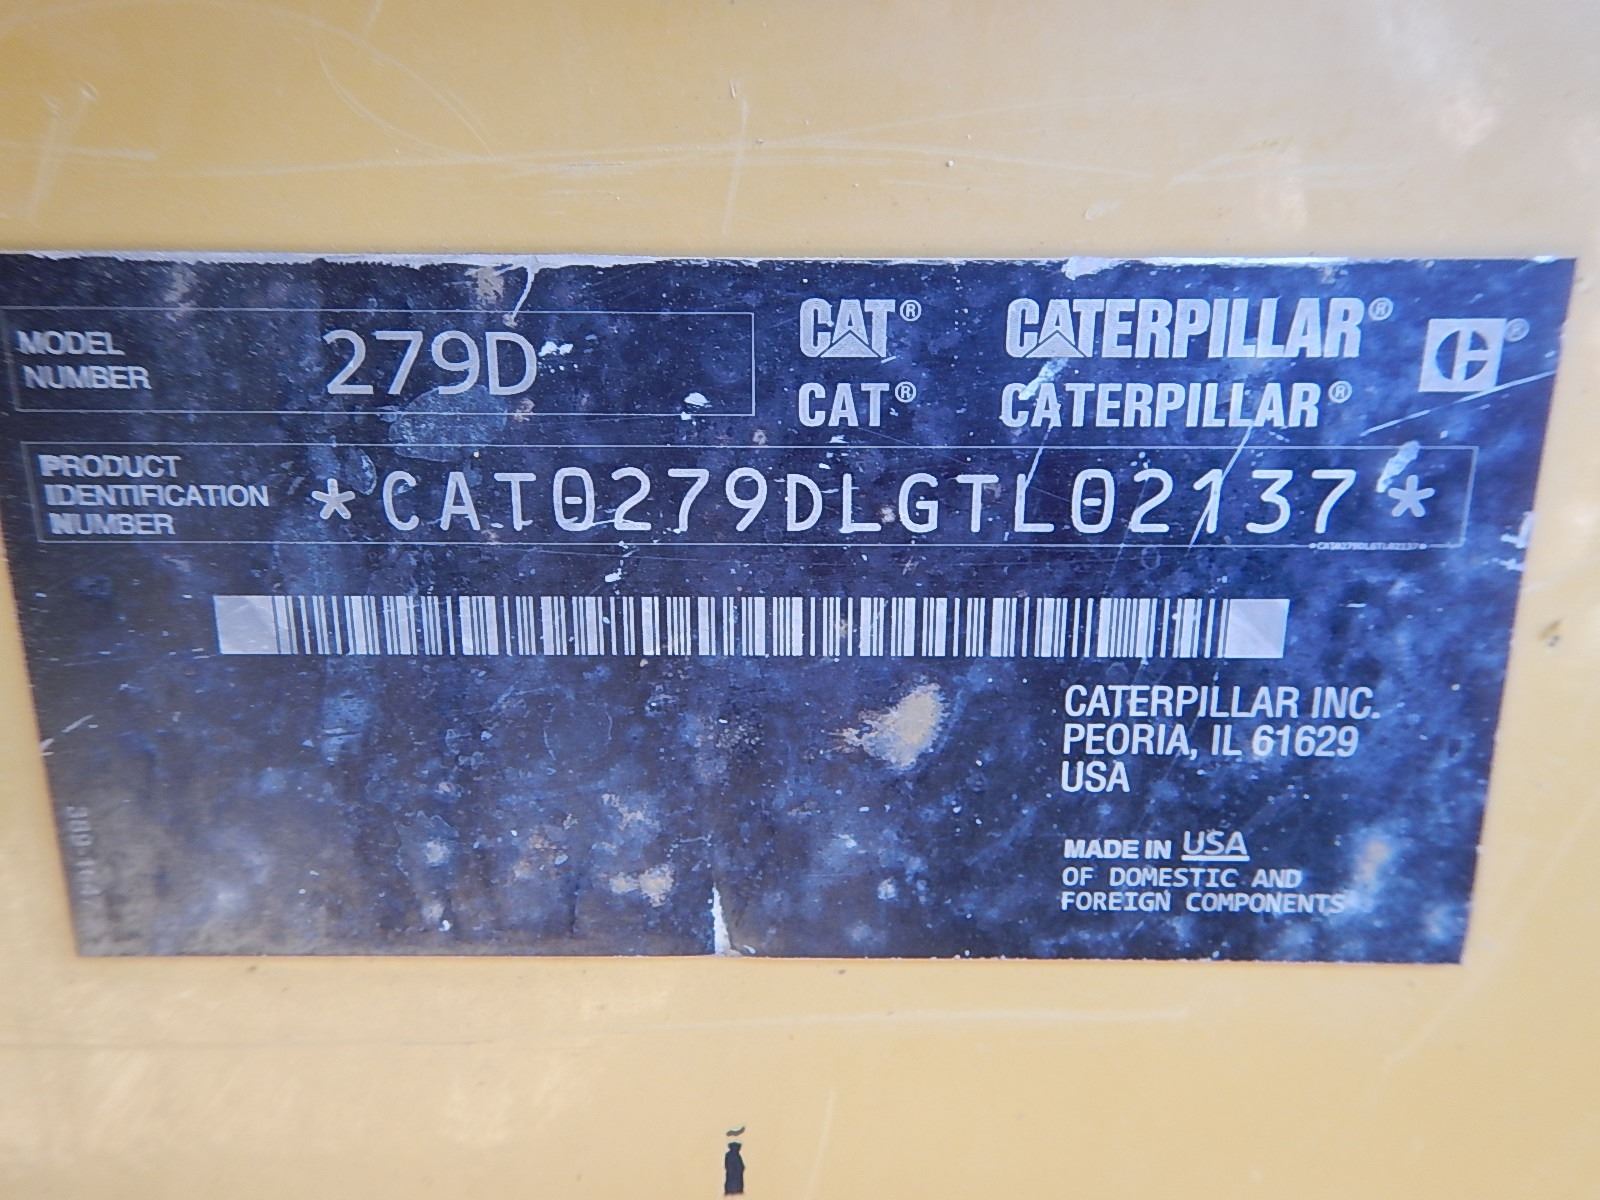 MODEL NUMBER 279D
CAT® CATERPILLAR® ®
CAT® CATERPILLAR®
PRODUCT
IDENTIFICATION
NUMBER
*CAT0279DLGTL02137*
*CAT0279DLGTL02137*
CATERPILLAR INC.
PEORIA, IL 61629
USA
MADE IN USA
OF DOMESTIC AND
FOREIGN COMPONENTS